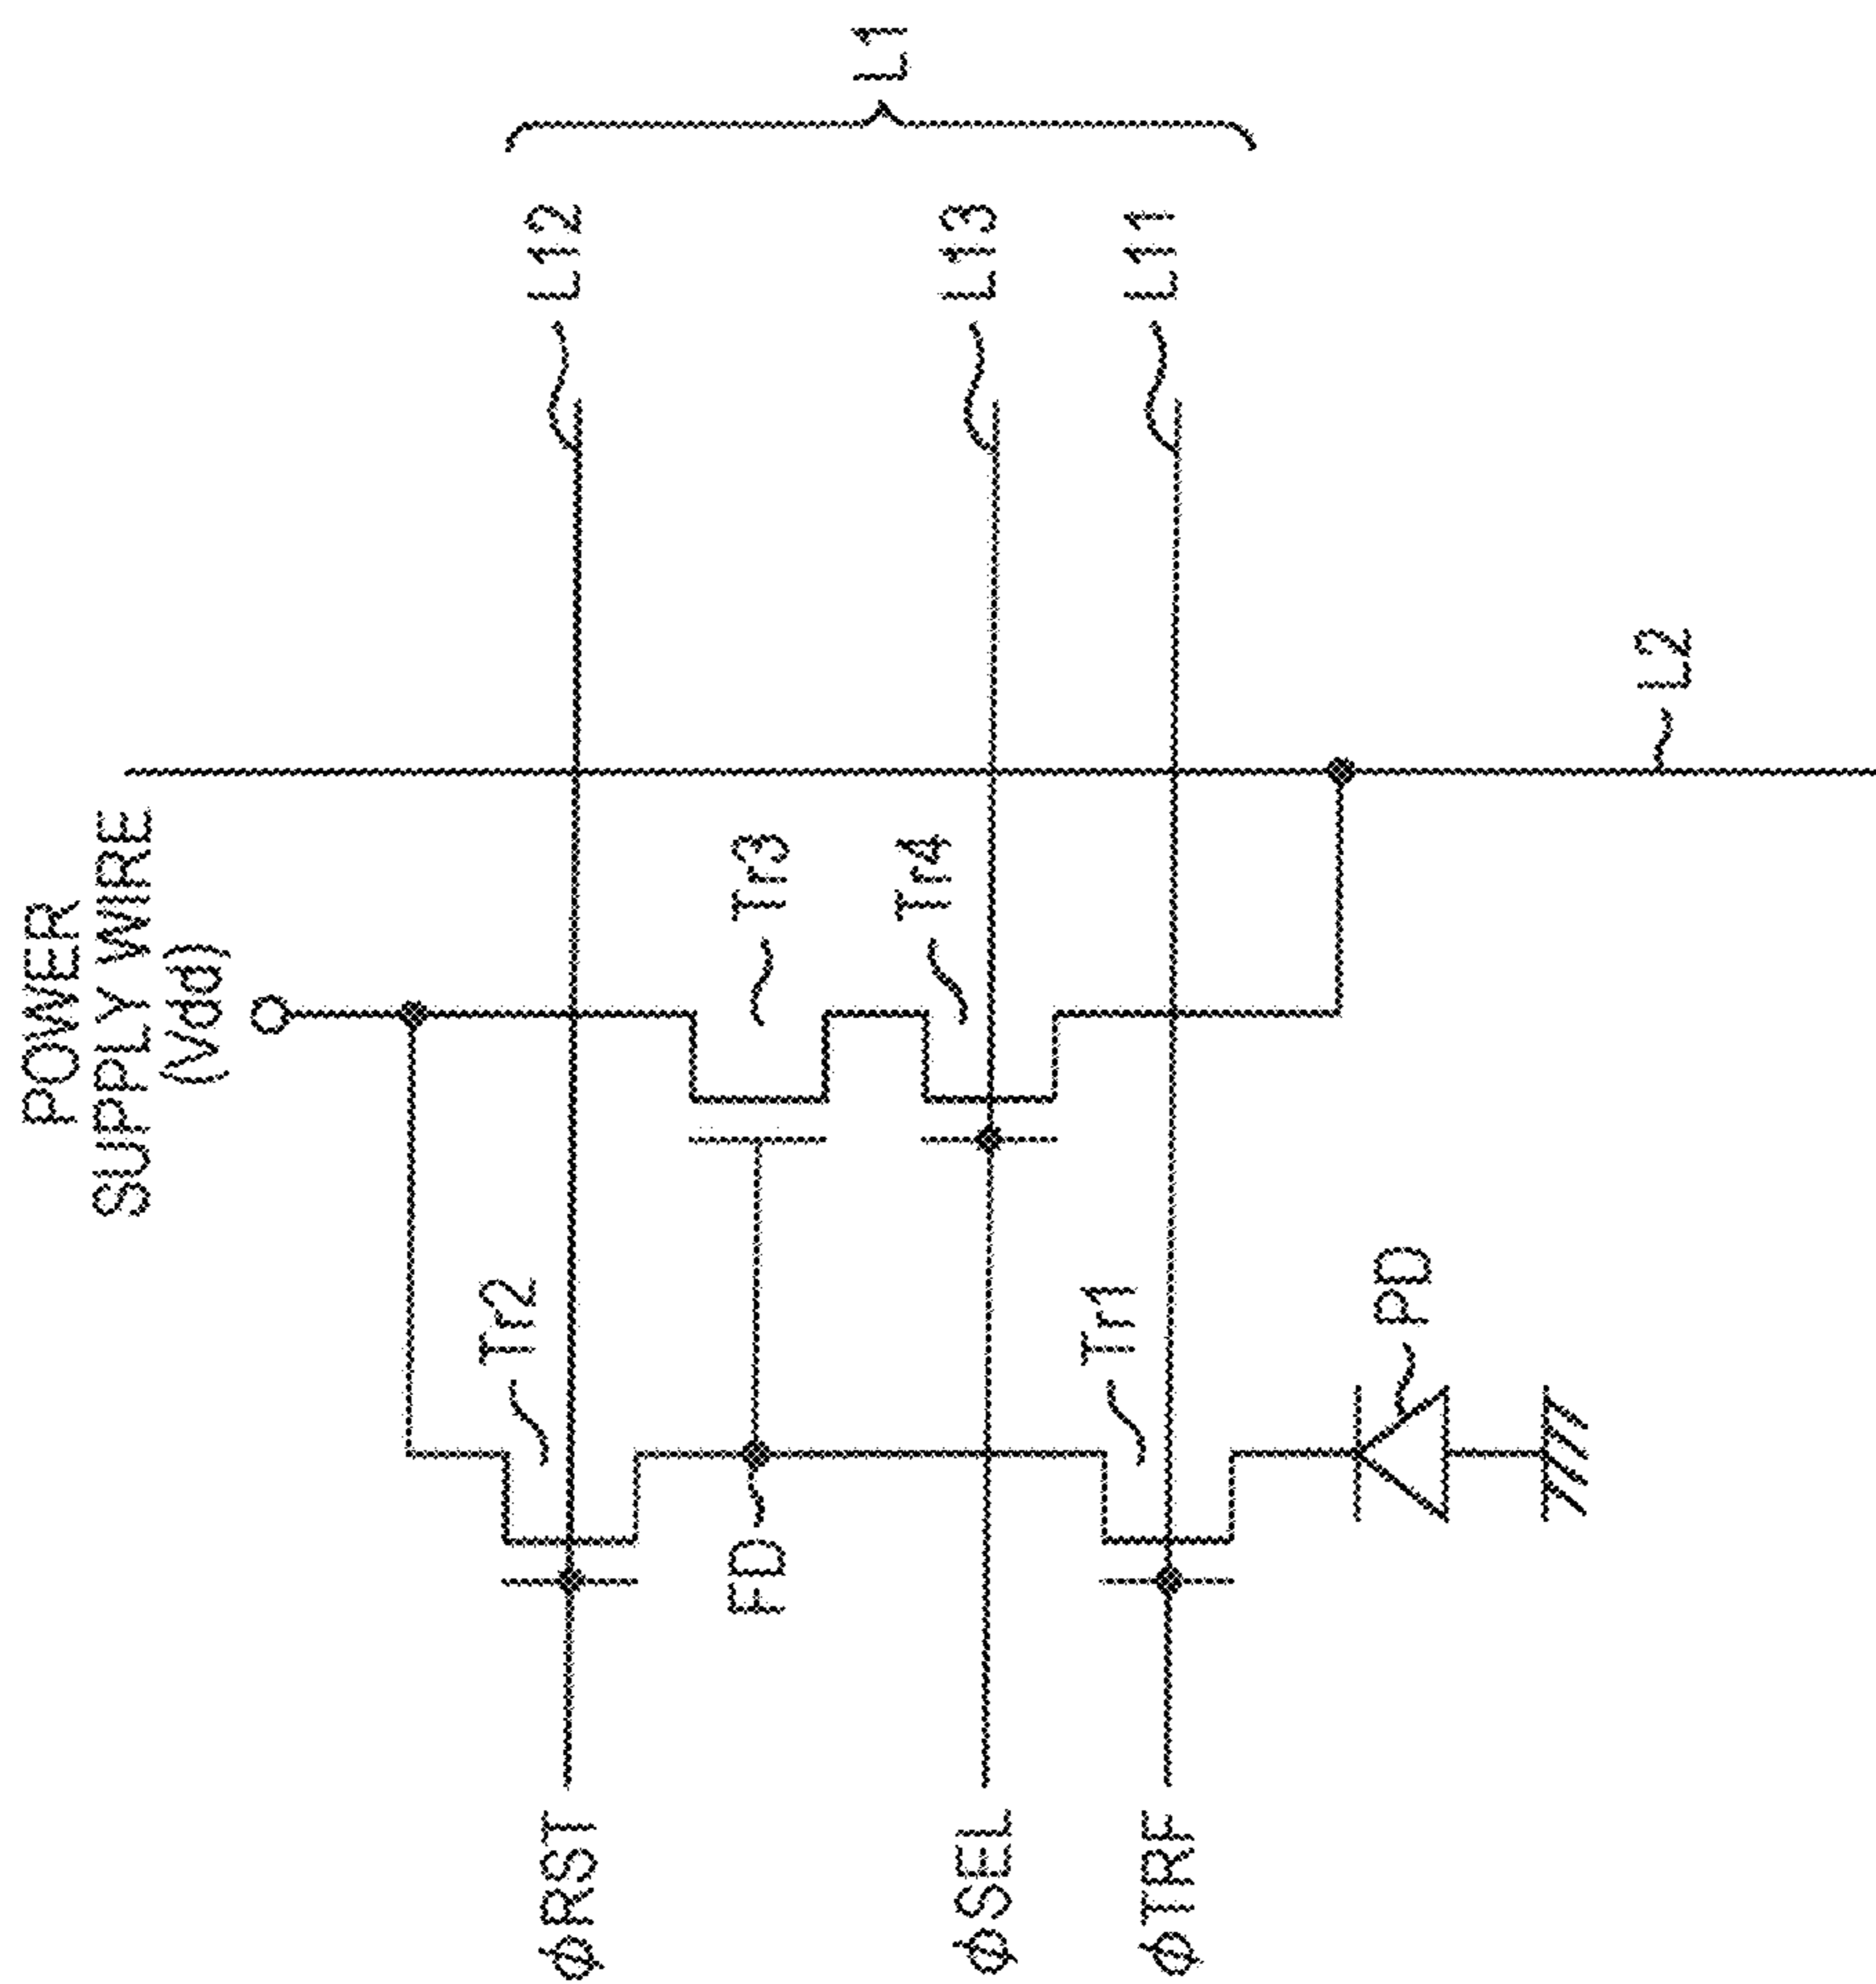 POWER
SUPPLY WIRE
(Vdd)
Tr2
φRST
L12
FD
Tr3
L1
Tr4
φSEL
L13
Tr1
φTRF
L11
PD
L2